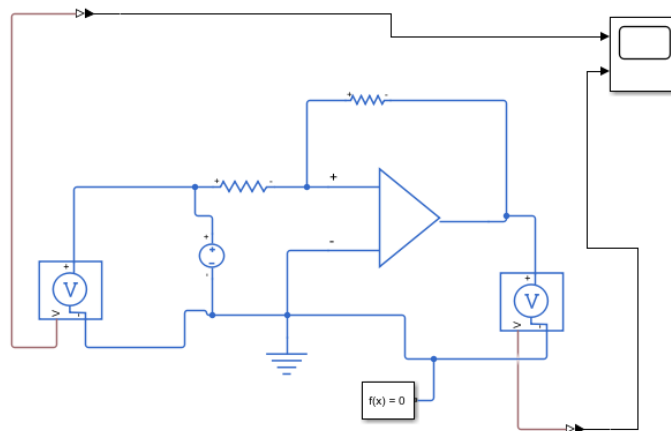 + -
+ -
+
-
+
-
+
V
V -
+
V
V -
f(x) = 0